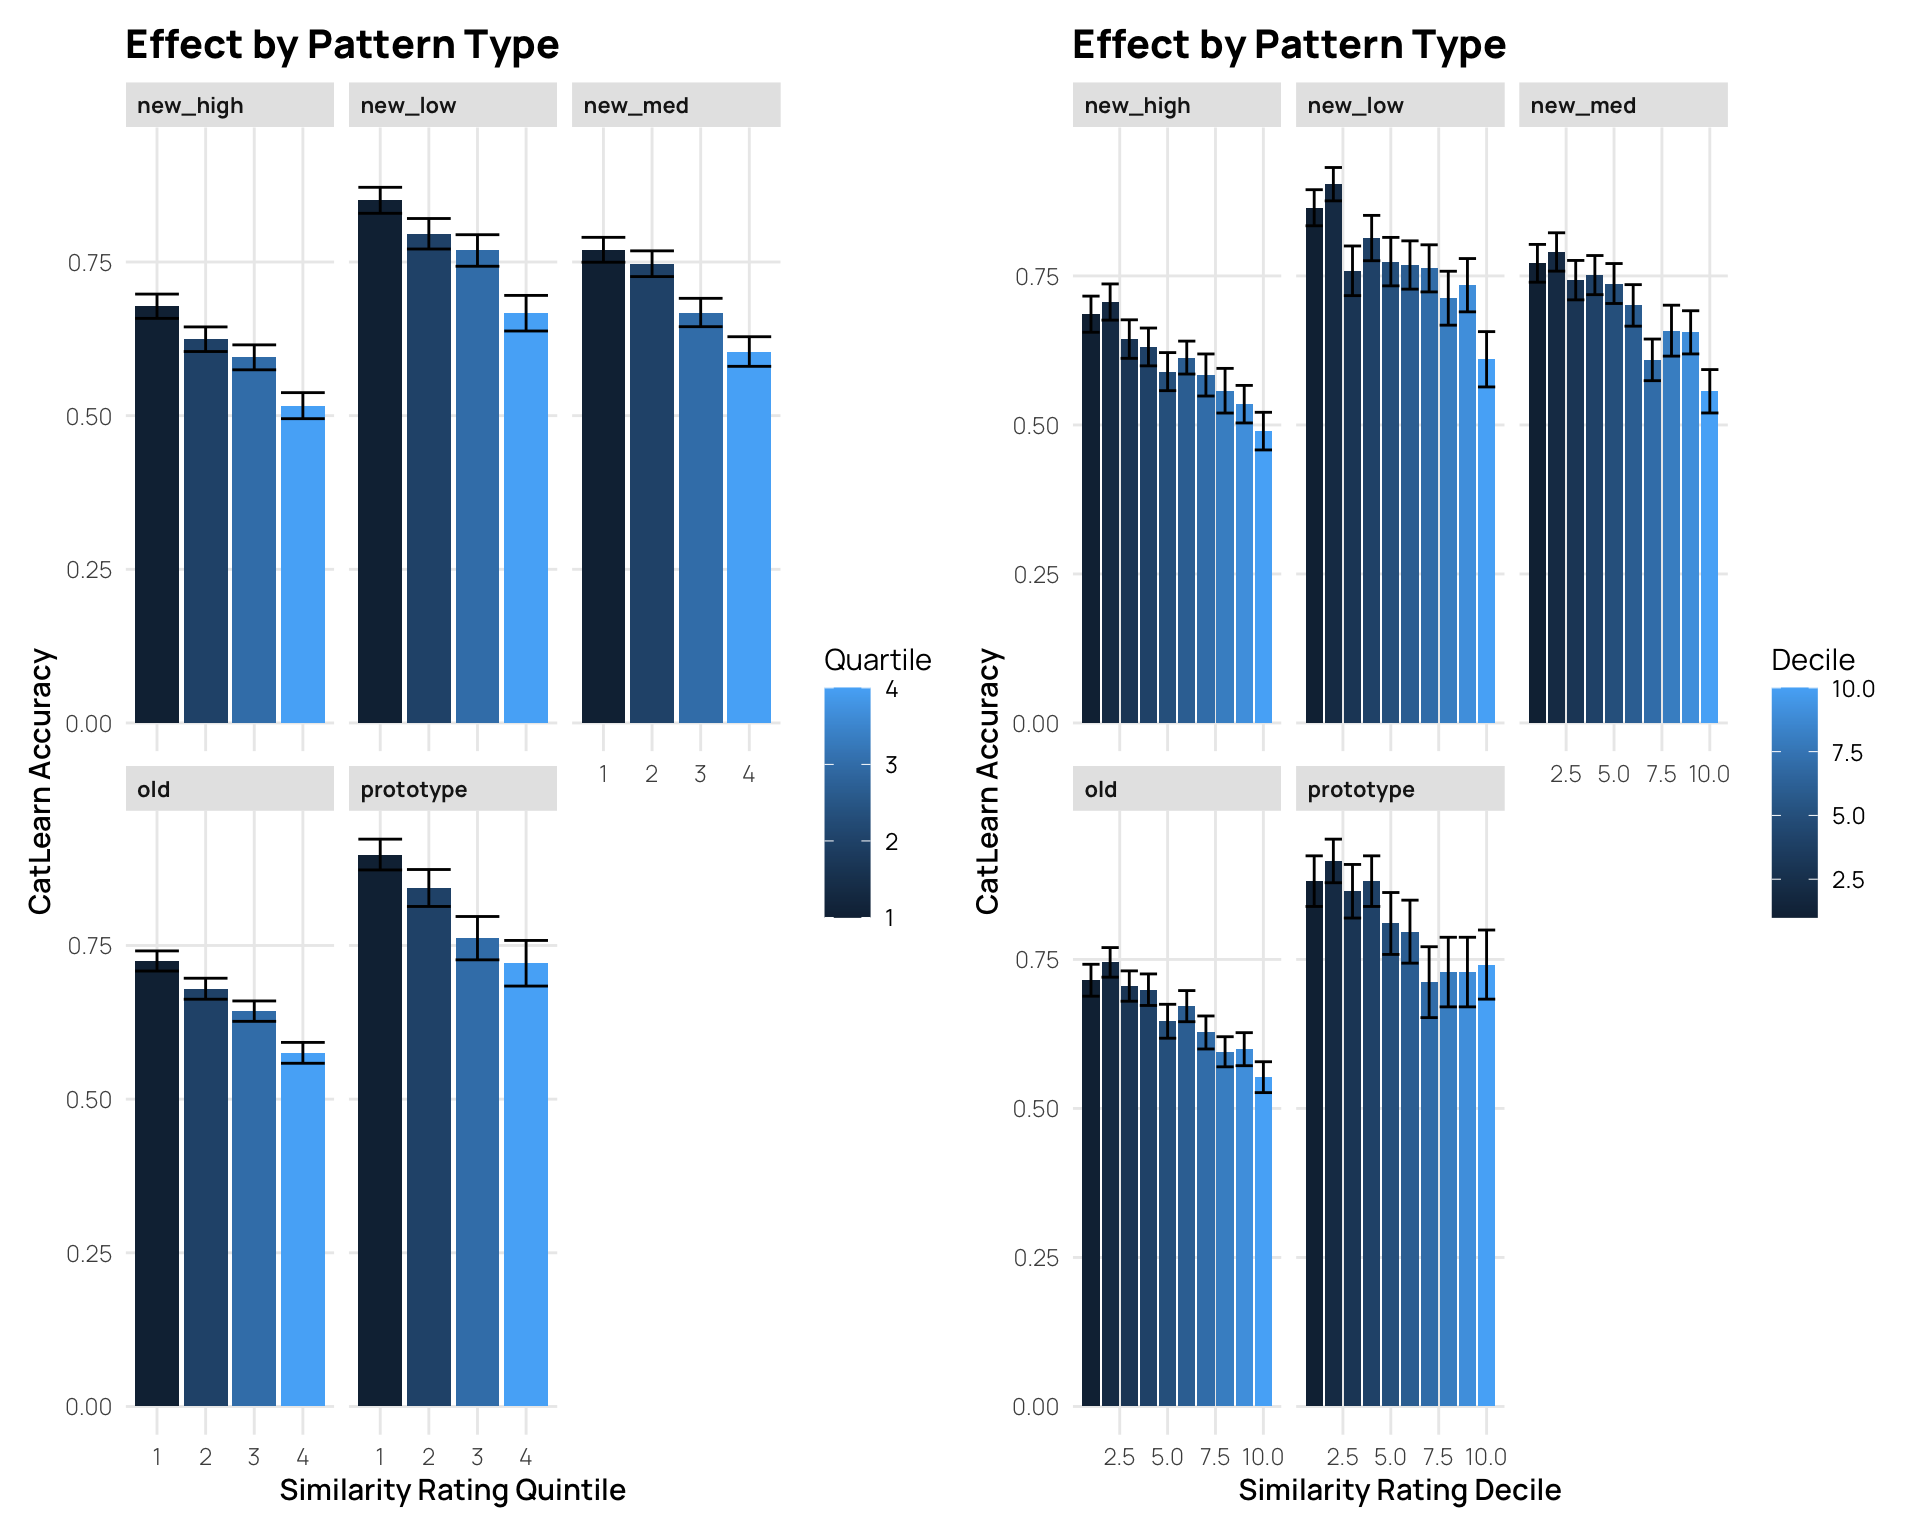 Effect by Pattern Type
new_high new_low new_med
0.75
0.50
0.25
0.00
1 2 3 4
old prototype
0.75
0.50
0.25
0.00
1 2 3 4 1 2 3 4
Similarity Rating Quintile
CatLearn Accuracy
Quartile
4
3
2
1
Effect by Pattern Type
new_high new_low new_med
0.75
0.50
0.25
0.00
2.5 5.0 7.5 10.0
old prototype
0.75
0.50
0.25
0.00
2.5 5.0 7.5 10.0 2.5 5.0 7.5 10.0
Similarity Rating Decile
CatLearn Accuracy
Decile
10.0
7.5
5.0
2.5